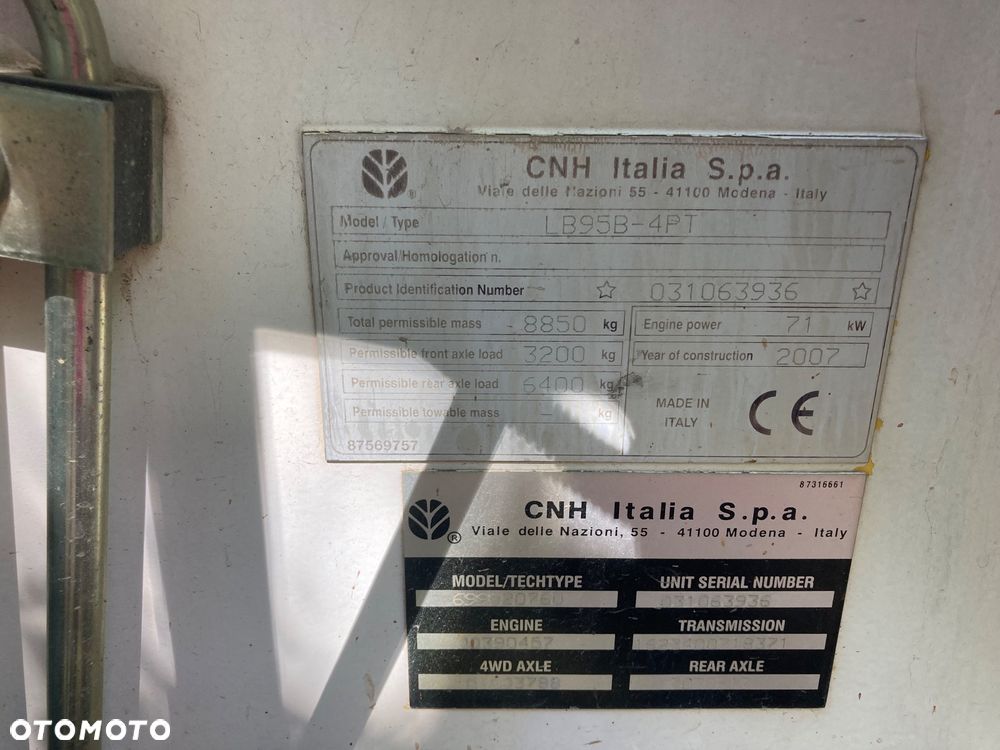 CNH Italia S.p.a.
Viale delle Nazioni 55 - 41100 Modena - Italy
Model / Type LB95B-4PT
Approval/Homologation n.
Product Identification Number ☆ 031063936 ☆
Total permissible mass 8850 kg
Engine power 71 kW
Permissible front axle load 3200 kg
Year of construction 2007
Permissible rear axle load 6400 kg
Permissible towable mass - kg
MADE IN
ITALY
CE
87569757
87316661
CNH Italia S.p.a.
Viale delle Nazioni, 55 - 41100 Modena - Italy
MODEL/TECHTYPE UNIT SERIAL NUMBER
031063936
ENGINE TRANSMISSION
4WD AXLE REAR AXLE
OTOMOTO